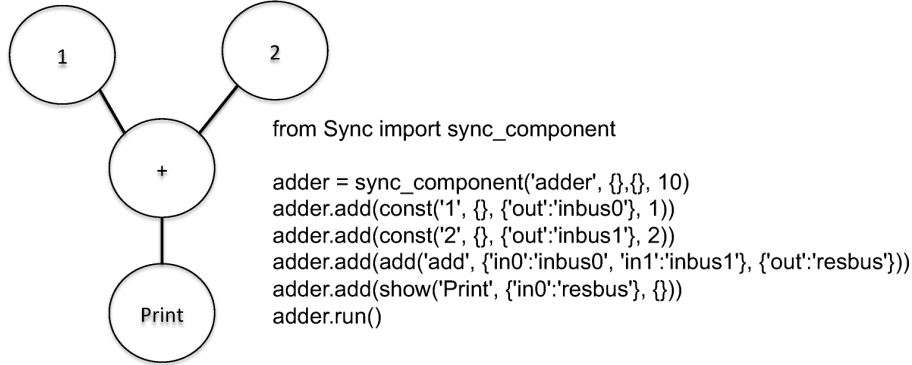 1
2
+
Print
from Sync import sync_component
adder = sync_component('adder', {},{}, 10)
adder.add(const('1', {}, {'out':'inbus0'}, 1))
adder.add(const('2', {}, {'out':'inbus1'}, 2))
adder.add(add('add', {'in0':'inbus0', 'in1':'inbus1'}, {'out':'resbus'}))
adder.add(show('Print', {'in0':'resbus'}, {}))
adder.run()